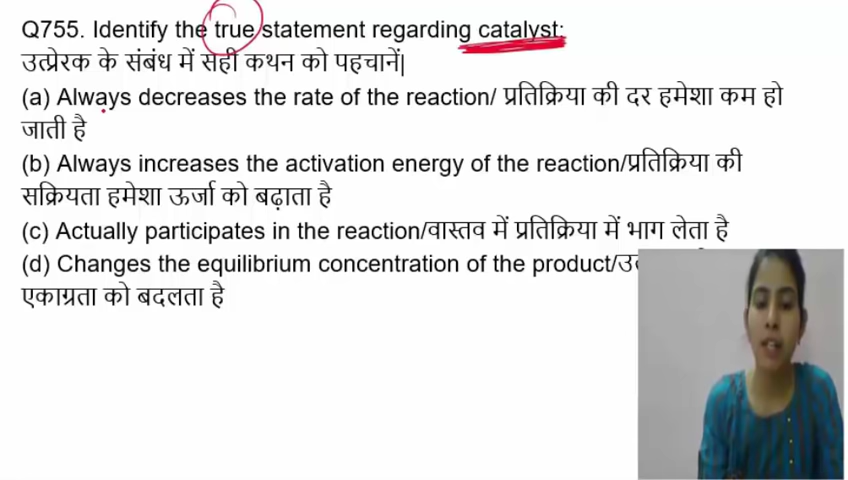 Q755. Identify the true statement regarding catalyst:
उत्प्रेरक के संबंध में सही कथन को पहचानें|
(a) Always decreases the rate of the reaction/ प्रतिक्रिया की दर हमेशा कम हो
जाती है
(b) Always increases the activation energy of the reaction/प्रतिक्रिया की
सक्रियता हमेशा ऊर्जा को बढ़ाता है
(c) Actually participates in the reaction/वास्तव में प्रतिक्रिया में भाग लेता है
(d) Changes the equilibrium concentration of the product/
एकाग्रता को बदलता है